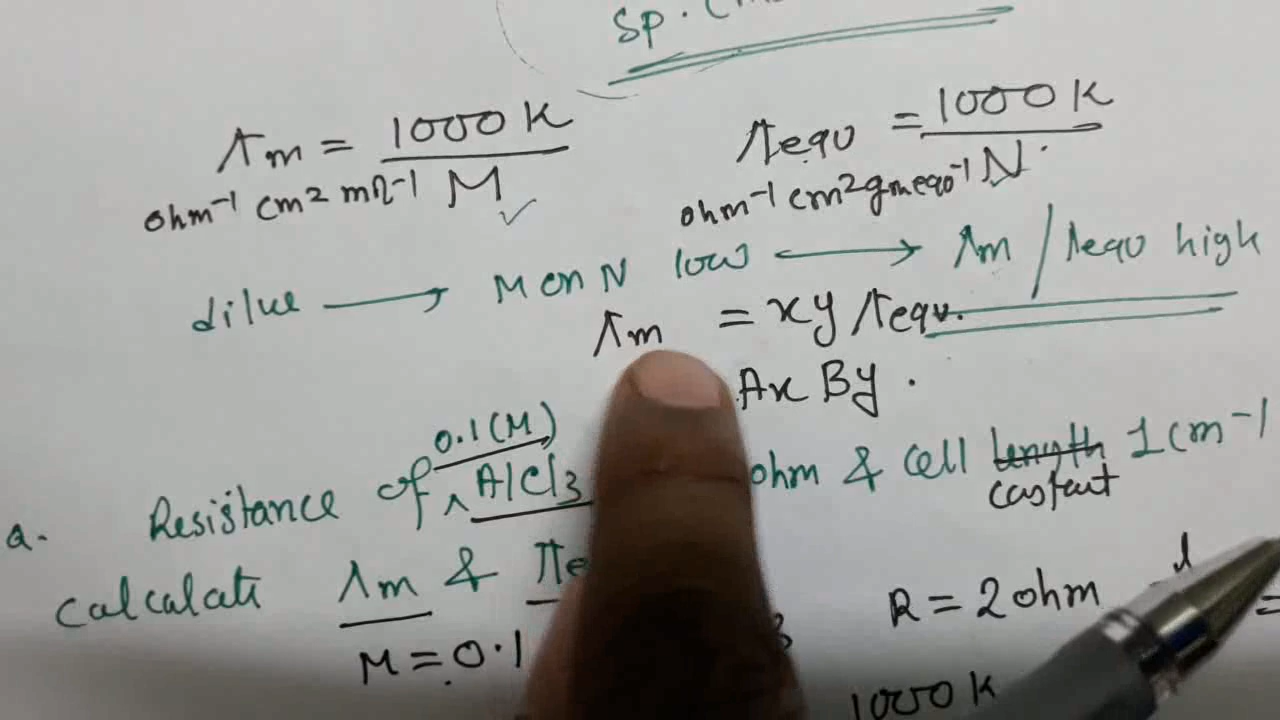 Sp.
Λm = 1000 K / M
Λequ = 1000 K / N
ohm⁻¹ cm² mol⁻¹
ohm⁻¹ cm² gmequ⁻¹
dilue → M or N low ↔ Λm / Λequ high
Λm = xy Λequ.
Ax By.
0.1 (M)
a. Resistance of ^ AlCl3 ohm & cell length 1 cm⁻¹
constant
calculate Λm &
M = 0.1
R = 2 ohm
1000 K